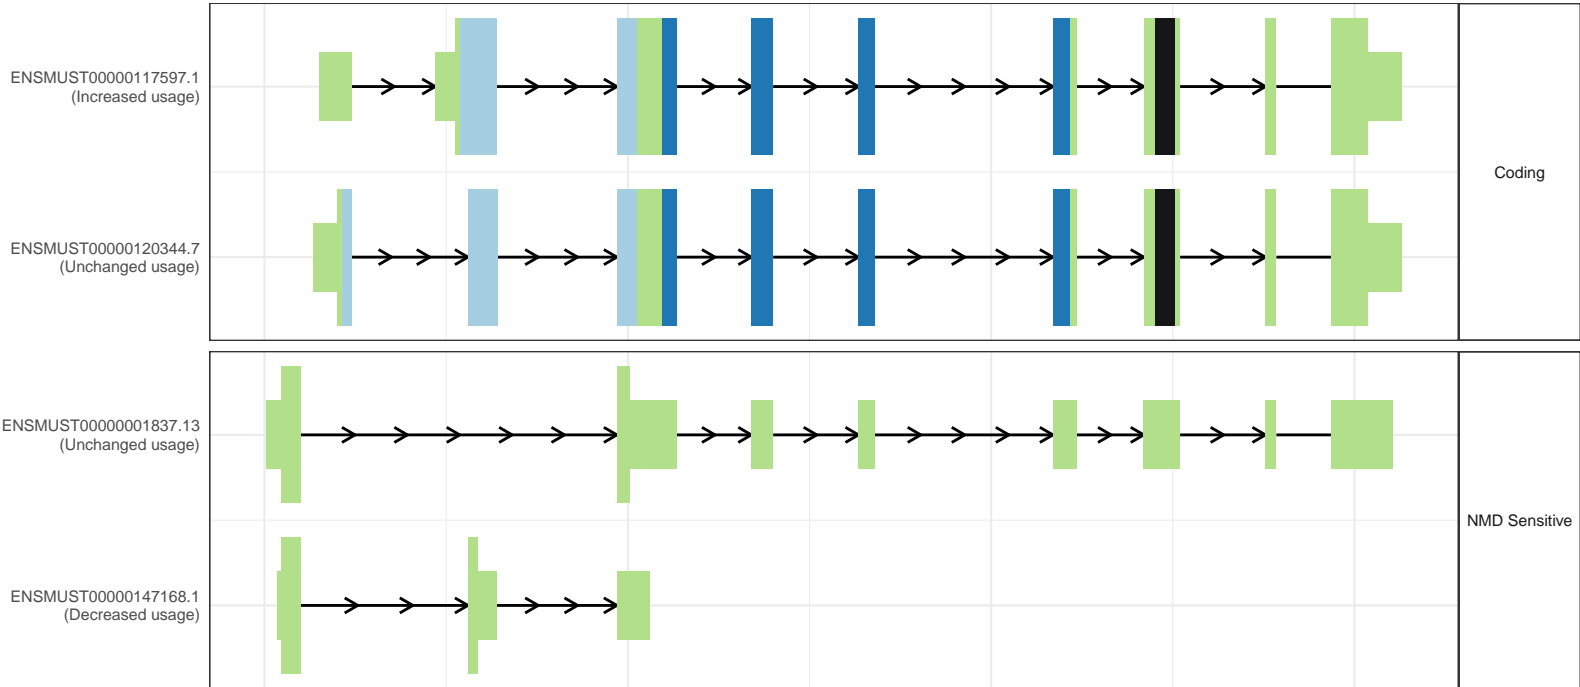 ENSMUST00000117597.1
(Increased usage)
Coding
ENSMUST00000120344.7
(Unchanged usage)
ENSMUST00000001837.13
(Unchanged usage)
NMD Sensitive
ENSMUST00000147168.1
(Decreased usage)